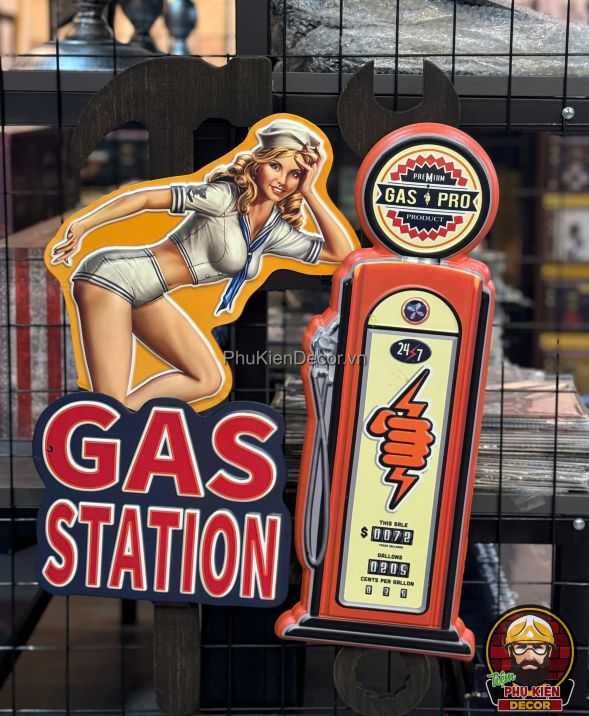 PREMIUM
GAS PRO
PRODUCT
24 7
PhuKienDecor.vn
GAS
STATION
THIS SALE
$ 0072
GALLONS
0205
CENTS PER GALLON
0 3 5
Tiệm
PHỤ KIỆN
DECOR